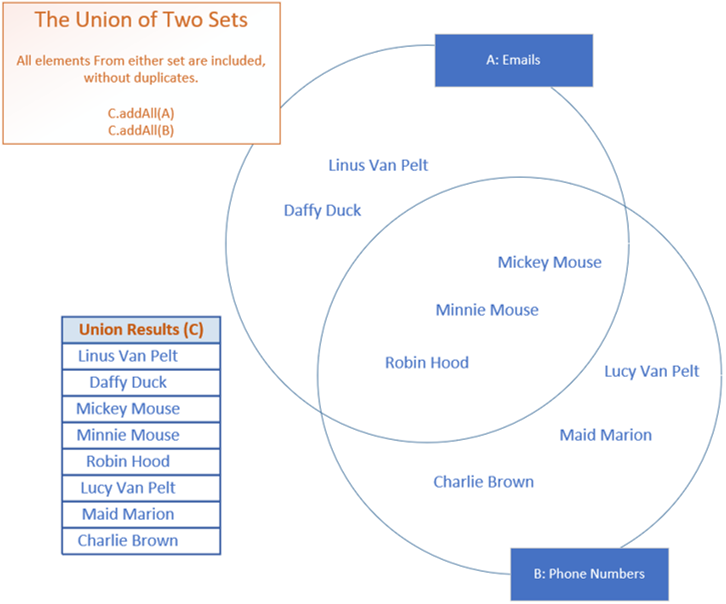 The Union of Two Sets
All elements From either set are included,
without duplicates.
C.addAll(A)
C.addAll(B)
A: Emails
Linus Van Pelt
Daffy Duck
Mickey Mouse
Minnie Mouse
Robin Hood
Lucy Van Pelt
Maid Marion
Charlie Brown
B: Phone Numbers
Union Results (C)
Linus Van Pelt
Daffy Duck
Mickey Mouse
Minnie Mouse
Robin Hood
Lucy Van Pelt
Maid Marion
Charlie Brown